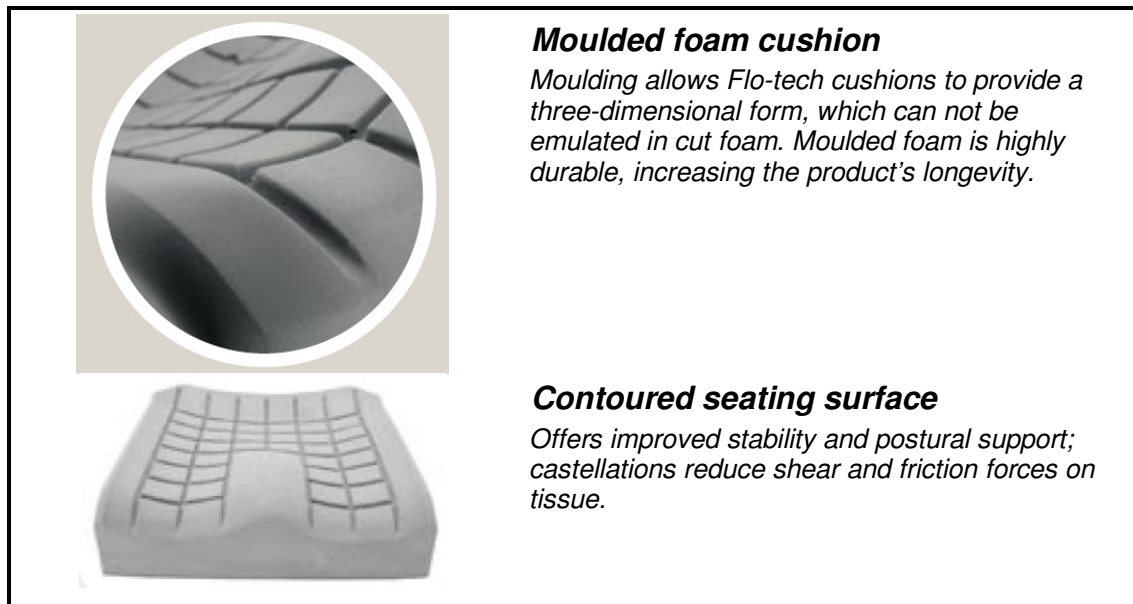 Moulded foam cushion
Moulding allows Flo-tech cushions to provide a
three-dimensional form, which can not be
emulated in cut foam. Moulded foam is highly
durable, increasing the product's longevity.
Contoured seating surface
Offers improved stability and postural support;
castellations reduce shear and friction forces on
tissue.